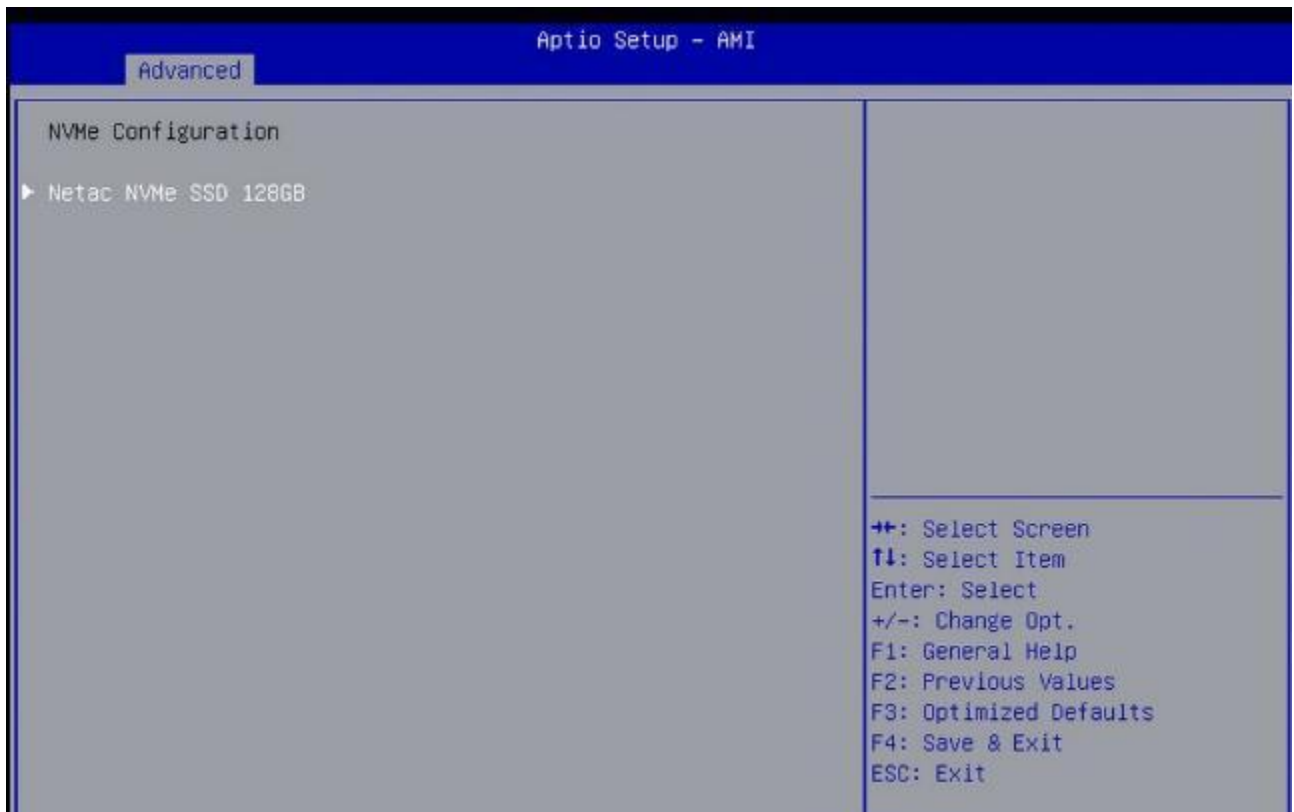 Aptio Setup – AMI
Advanced
NVMe Configuration
► Netac NVMe SSD 128GB
→←: Select Screen
↑↓: Select Item
Enter: Select
+/-: Change Opt.
F1: General Help
F2: Previous Values
F3: Optimized Defaults
F4: Save & Exit
ESC: Exit